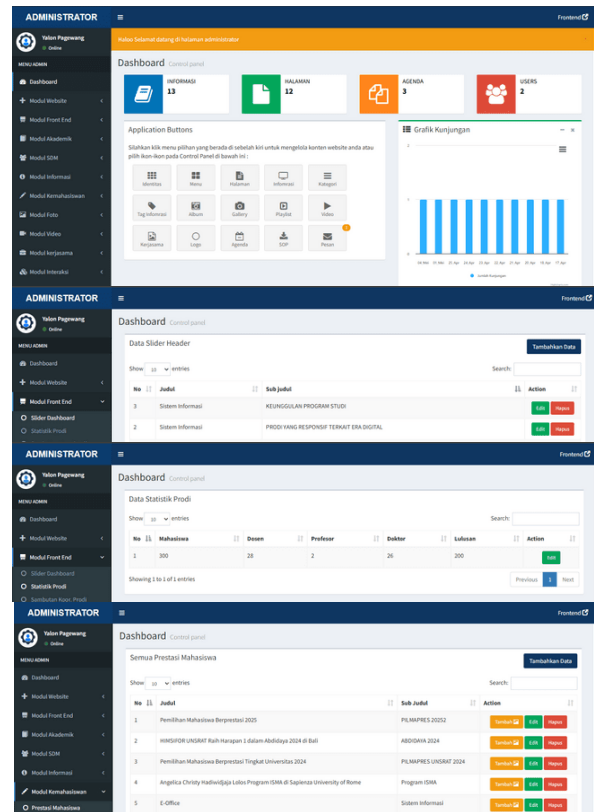 ADMINISTRATOR
Frontend
Yalon Pagewang
Online
Haloo Selamat datang di halaman administrator
MENU ADMIN
Dashboard
Modul Website
Modul Front End
Modul Akademik
Modul SDM
Modul Informasi
Modul Kemahasiswaan
Modul Foto
Modul Video
Modul kerjasama
Modul Interaksi
Dashboard Control panel
INFORMASI
13
HALAMAN
12
AGENDA
3
USERS
2
Application Buttons
Silahkan klik menu pilihan yang berada di sebelah kiri untuk mengelola konten website anda atau
pilih ikon-ikon pada Control Panel di bawah ini :
Identitas Menu Halaman Informasi Kategori
Tag Informasi Album Gallery Playlist Video
Kerjasama Logo Agenda SOP Pesan
Grafik Kunjungan
2
1
0
Jumlah Kunjungan
ADMINISTRATOR
Frontend
Yalon Pagewang
Online
MENU ADMIN
Dashboard
Modul Website
Modul Front End
Slider Dashboard
Statistik Prodi
Dashboard Control panel
Data Slider Header
Tambahkan Data
Show 10 entries
Search:
No Judul Sub judul Action
3 Sistem Informasi KEUNGGULAN PROGRAM STUDI Edit Hapus
2 Sistem Informasi PRODI YANG RESPONSIF TERKAIT ERA DIGITAL Edit Hapus
ADMINISTRATOR
Frontend
Yalon Pagewang
Online
MENU ADMIN
Dashboard
Modul Website
Modul Front End
Slider Dashboard
Statistik Prodi
Sambutan Koor. Prodi
Dashboard Control panel
Data Statistik Prodi
Show 10 entries
Search:
No Mahasiswa Dosen Profesor Doktor Lulusan Action
1 300 28 2 26 200 Edit
Showing 1 to 1 of 1 entries
Previous 1 Next
ADMINISTRATOR
Frontend
Yalon Pagewang
Online
MENU ADMIN
Dashboard
Modul Website
Modul Front End
Modul Akademik
Modul SDM
Modul Informasi
Modul Kemahasiswaan
Prestasi Mahasiswa
Dashboard Control panel
Semua Prestasi Mahasiswa
Tambahkan Data
Show 10 entries
Search:
No Judul Sub Judul Action
1 Pemilihan Mahasiswa Berprestasi 2025 PILMAPRES 20252 Tambah Edit Hapus
2 HIMSIFOR UNSRAT Raih Harapan 1 dalam Abdidaya 2024 di Bali ABDIDAYA 2024 Tambah Edit Hapus
3 Pemilihan Mahasiswa Berprestasi Tingkat Universitas 2024 PILMAPRES UNSRAT 2024 Tambah Edit Hapus
4 Angelica Christy Hadiwidjaja Lolos Program ISMA di Sapienza University of Rome Program ISMA Tambah Edit Hapus
5 E-Office Sistem Informasi Tambah Edit Hapus